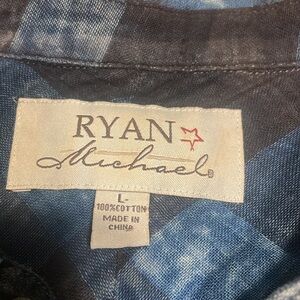 RYAN
Michael®
L-
100%COTTON
MADE IN
CHINA